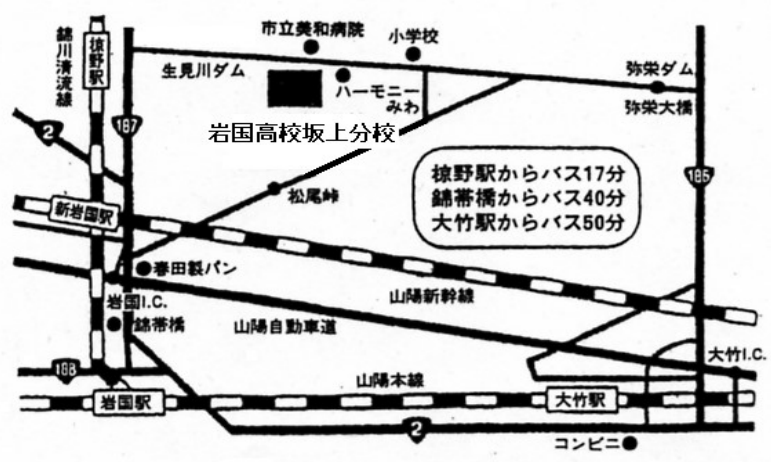 市立美和病院
小学校
錦川清流線
椋野駅
生見川ダム
ハーモニー
みわ
弥栄ダム
弥栄大橋
187
2
岩国高校坂上分校
椋野駅からバス17分
錦帯橋からバス40分
大竹駅からバス50分
186
松尾峠
新岩国駅
春田製パン
山陽新幹線
岩国I.C.
錦帯橋
山陽自動車道
大竹I.C.
188
山陽本線
岩国駅
大竹駅
2
コンビニ